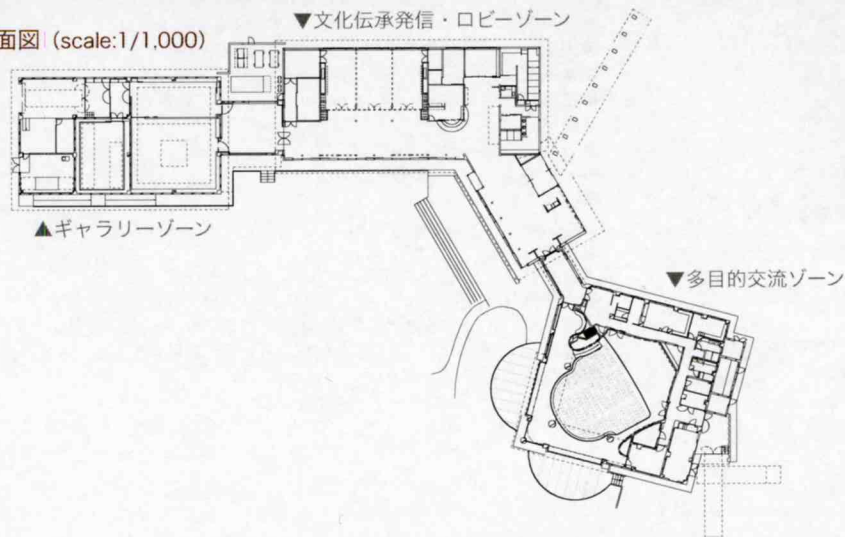 面図 (scale:1/1,000)
▼文化伝承発信・ロビーゾーン
▲ギャラリーゾーン
▼多目的交流ゾーン